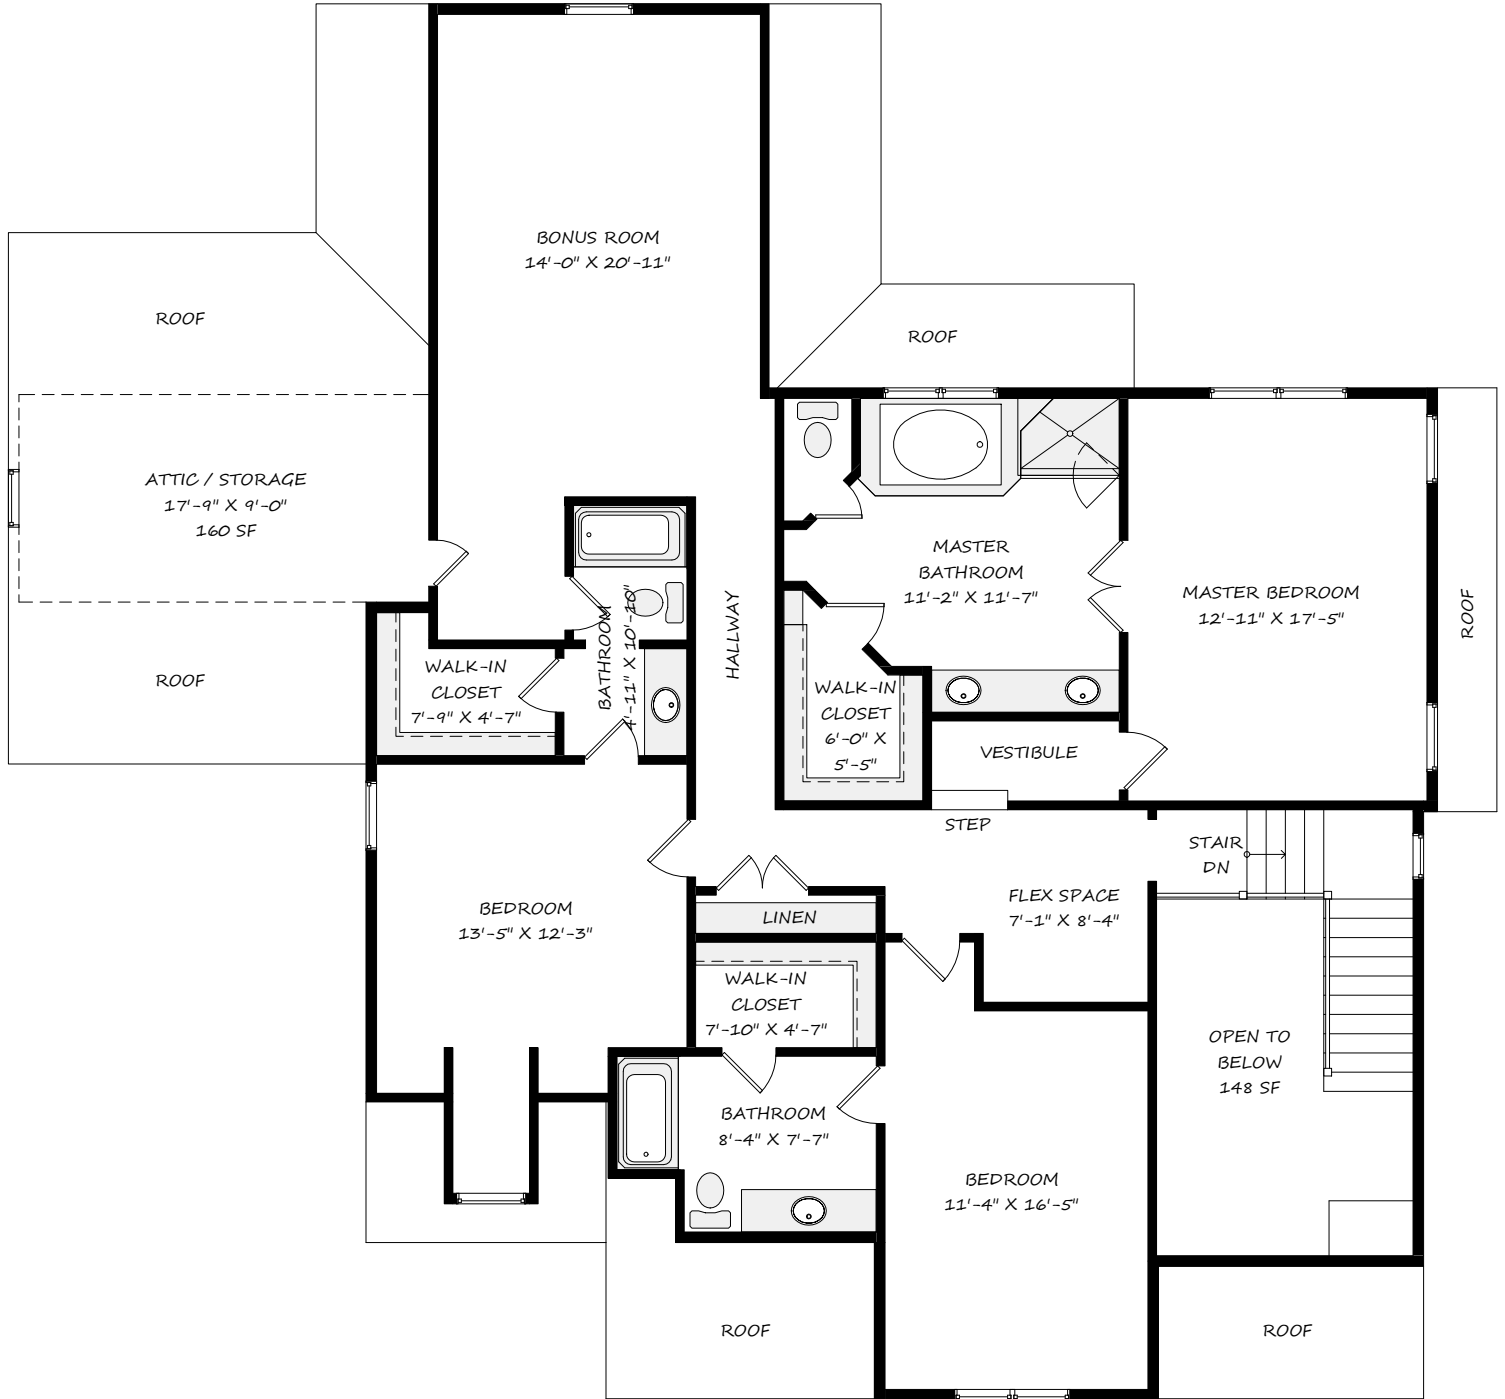 BONUS ROOM
14'-0" X 20'-11"
ROOF
ROOF
ATTIC / STORAGE
17'-9" X 9'-0"
160 SF
MASTER
BATHROOM
11'-2" X 11'-7"
MASTER BEDROOM
12'-11" X 17'-5"
ROOF
HALLWAY
BATHROOM
4'-11" X 10'-10"
ROOF
WALK-IN
CLOSET
7'-9" X 4'-7"
WALK-IN
CLOSET
6'-0" X
5'-5"
VESTIBULE
STEP
STAIR
DN
FLEX SPACE
7'-1" X 8'-4"
BEDROOM
13'-5" X 12'-3"
LINEN
WALK-IN
CLOSET
7'-10" X 4'-7"
OPEN TO
BELOW
148 SF
BATHROOM
8'-4" X 7'-7"
BEDROOM
11'-4" X 16'-5"
ROOF
ROOF